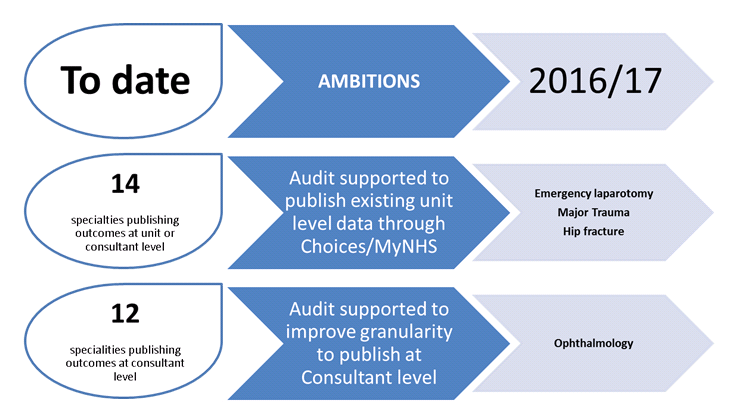 To date
AMBITIONS
2016/17
14
specialties publishing
outcomes at unit or
consultant level
Audit supported to
publish existing unit
level data through
Choices/MyNHS
Emergency laparotomy
Major Trauma
Hip fracture
12
specialities publishing
outcomes at consultant
level
Audit supported to
improve granularity
to publish at
Consultant level
Ophthalmology